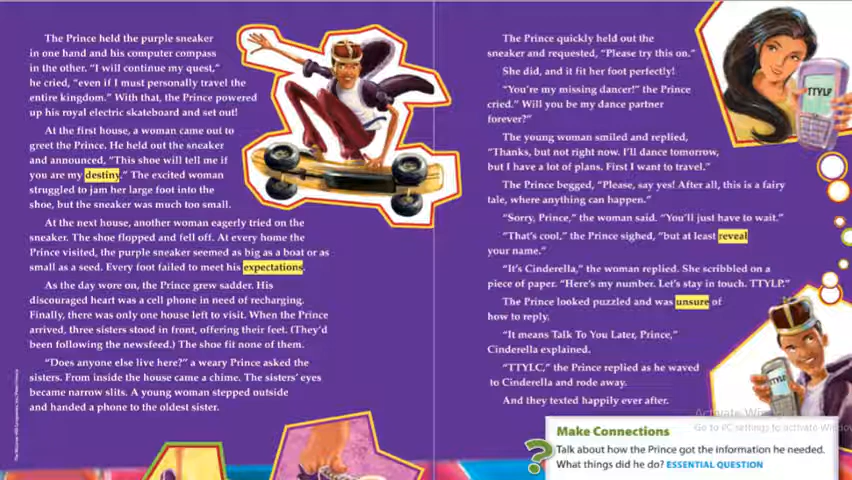 The Prince held the purple sneaker
in one hand and his computer compass
in the other. "I will continue my quest,"
he cried, "even if I must personally travel the
entire kingdom." With that, the Prince powered
up his royal electric skateboard and set out!
At the first house, a woman came out to
greet the Prince. He held out the sneaker
and announced, "This shoe will tell me if
you are my destiny." The excited woman
struggled to jam her large foot into the
shoe, but the sneaker was much too small.
At the next house, another woman eagerly tried on the
sneaker. The shoe flopped and fell off. At every home the
Prince visited, the purple sneaker seemed as big as a boat or as
small as a seed. Every foot failed to meet his expectations.
As the day wore on, the Prince grew sadder. His
discouraged heart was a cell phone in need of recharging.
Finally, there was only one house left to visit. When the Prince
arrived, three sisters stood in front, offering their feet. (They'd
been following the newsfeed.) The shoe fit none of them.
"Does anyone else live here?" a weary Prince asked the
sisters. From inside the house came a chime. The sisters' eyes
became narrow slits. A young woman stepped outside
and handed a phone to the oldest sister.
The Prince quickly held out the
sneaker and requested, "Please try this on."
She did, and it fit her foot perfectly!
"You're my missing dancer!" the Prince
cried." Will you be my dance partner
forever?"
The young woman smiled and replied,
"Thanks, but not right now. I'll dance tomorrow,
but I have a lot of plans. First I want to travel."
The Prince begged, "Please, say yes! After all, this is a fairy
tale, where anything can happen."
"Sorry, Prince," the woman said. "You'll just have to wait."
"That's cool," the Prince sighed, "but at least reveal
your name."
"It's Cinderella," the woman replied. She scribbled on a
piece of paper. "Here's my number. Let's stay in touch. TTYLP."
The Prince looked puzzled and was unsure of
how to reply.
"It means Talk To You Later, Prince,"
Cinderella explained.
"TTYLC," the Prince replied as he waved
to Cinderella and rode away.
And they texted happily ever after.
TTYLP
TTYLP
Activate
Go to PC settings to activate
Make Connections
Talk about how the Prince got the information he needed.
What things did he do? ESSENTIAL QUESTION
?